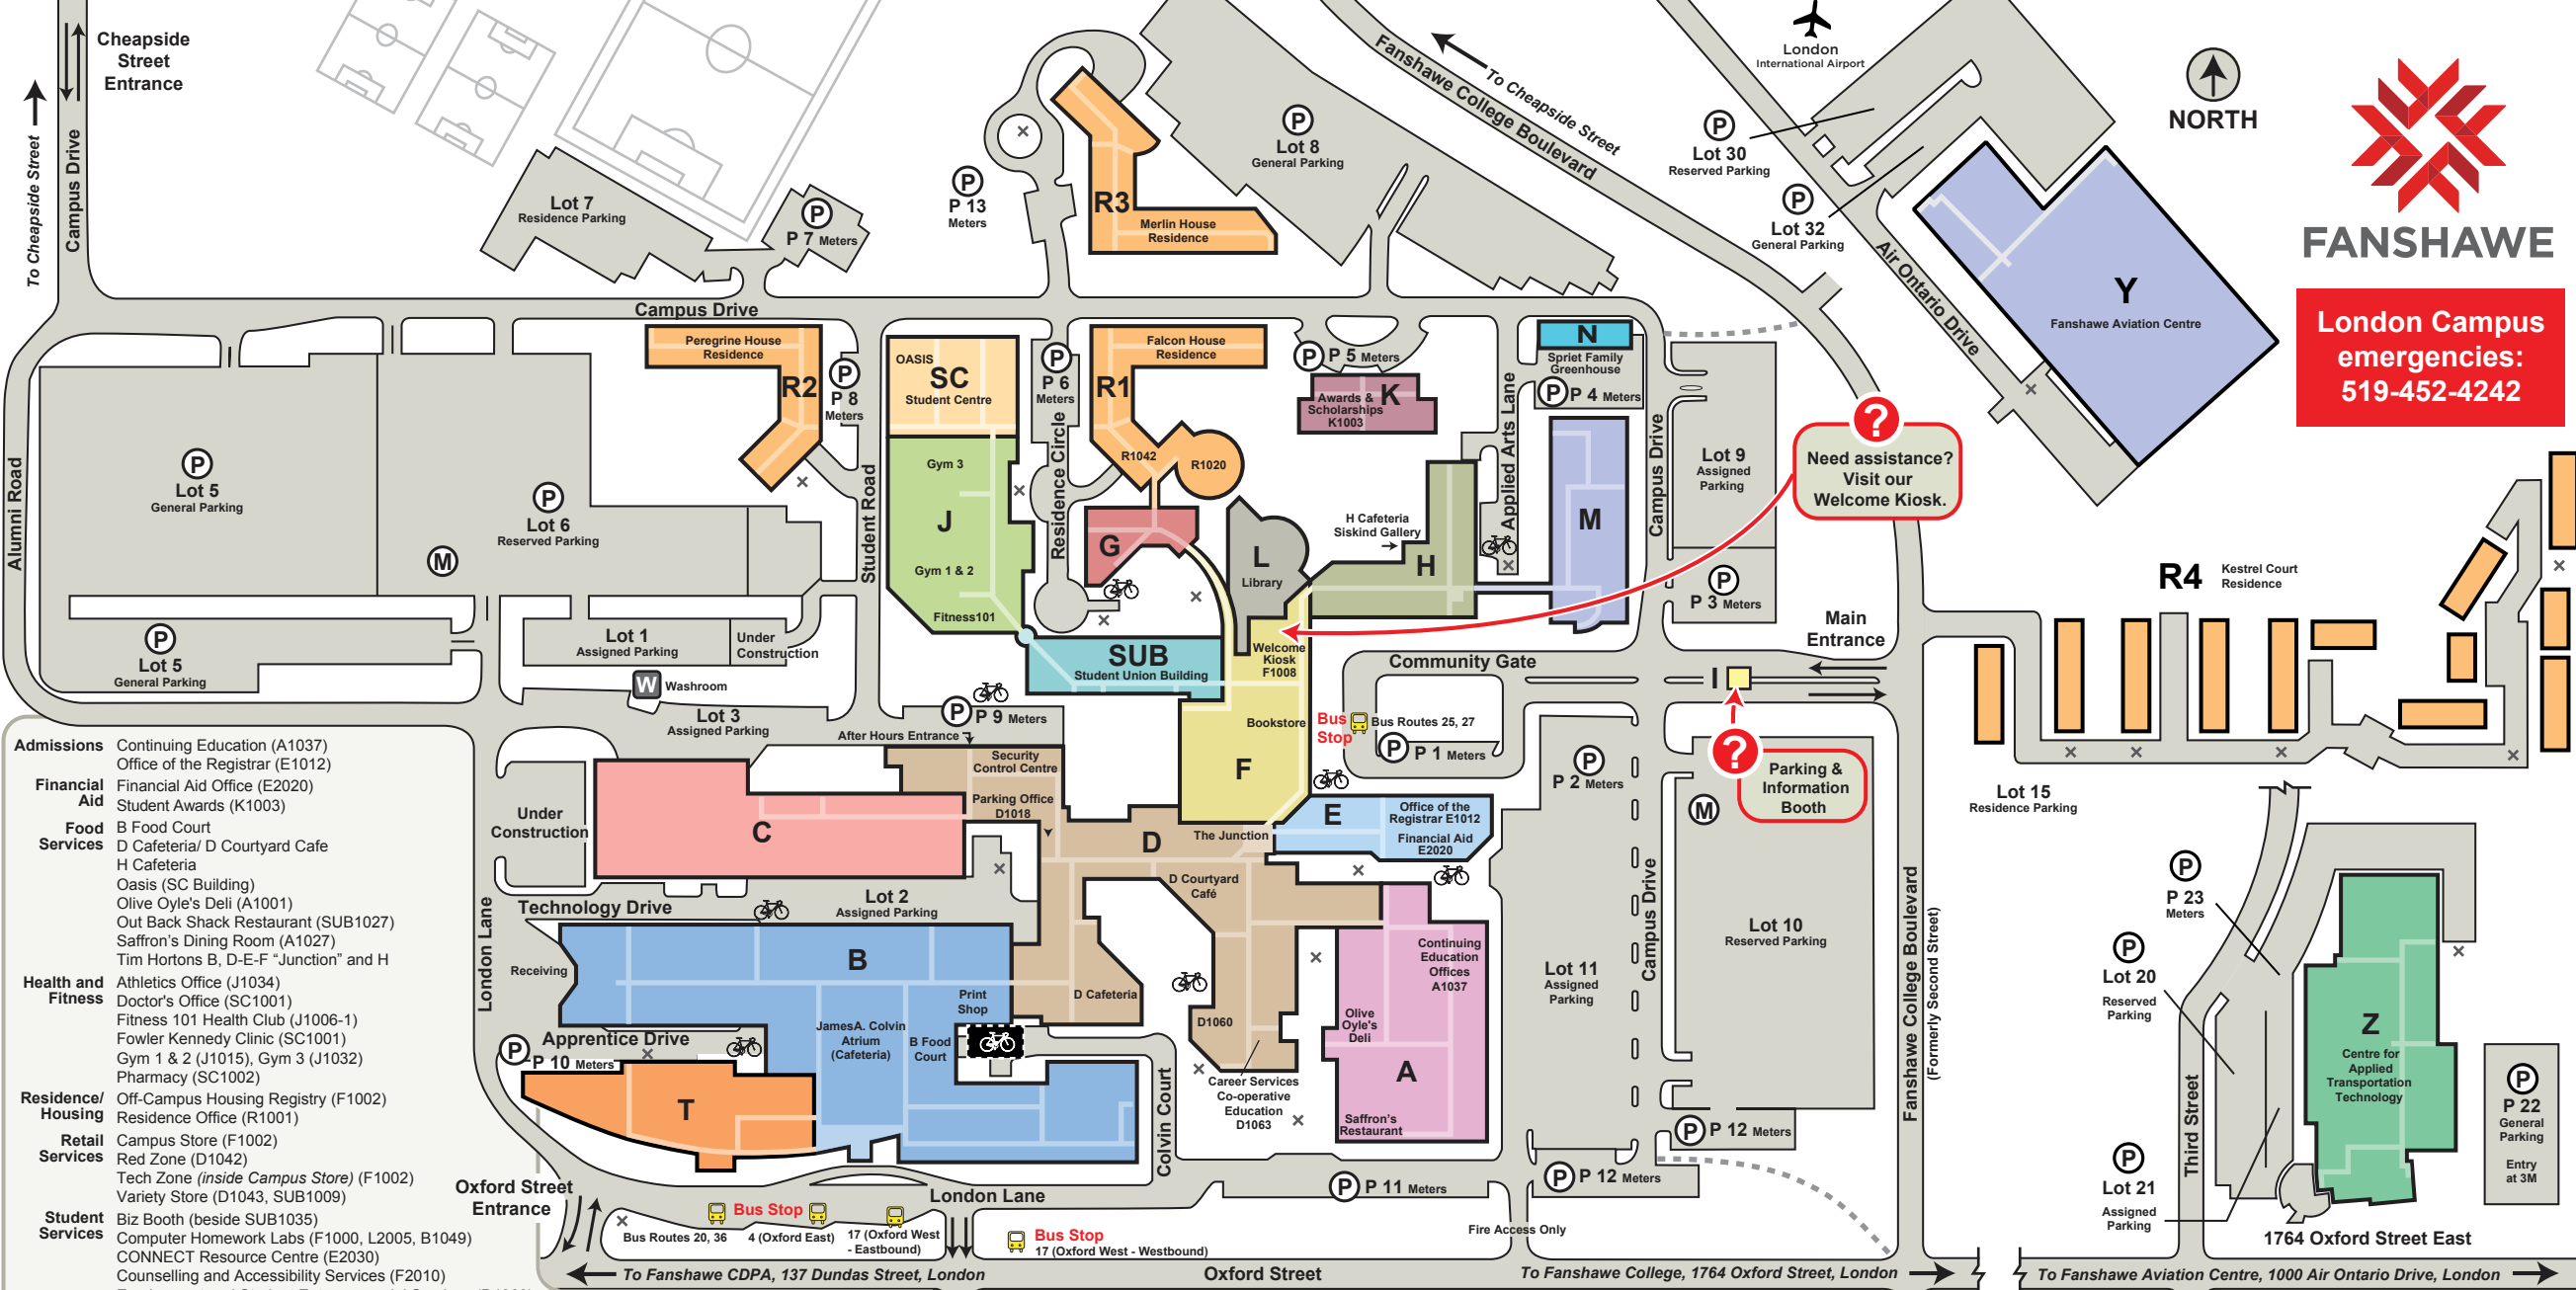 Cheapside
Street
Entrance
To Cheapside Street
Campus Drive
Lot 7
Residence Parking
P
P 7 Meters
P
P 13
Meters
R3
Merlin House
Residence
P
Lot 8
General Parking
Fanshawe College Boulevard
To Cheapside Street
London
International Airport
P
Lot 30
Reserved Parking
P
Lot 32
General Parking
Air Ontario Drive
Y
Fanshawe Aviation Centre
NORTH
FANSHAWE
London Campus
emergencies:
519-452-4242
Campus Drive
Alumni Road
P
Lot 5
General Parking
P
Lot 6
Reserved Parking
M
P
Lot 5
General Parking
Lot 1
Assigned Parking
Under
Construction
W Washroom
Lot 3
Assigned Parking
Peregrine House
Residence
R2
P
P 8
Meters
Student Road
OASIS
SC
Student Centre
Gym 3
J
Gym 1 & 2
Fitness101
P
P 6
Meters
Residence Circle
Falcon House
Residence
R1
R1042
R1020
G
L
Library
SUB
Student Union Building
P P 5 Meters
Awards &
Scholarships
K1003
K
H Cafeteria
Siskind Gallery
H
Applied Arts Lane
N
Spriet Family
Greenhouse
P P 4 Meters
M
Campus Drive
Lot 9
Assigned
Parking
P
P 3 Meters
?
Need assistance?
Visit our
Welcome Kiosk.
Main
Entrance
Community Gate
I
?
Parking &
Information
Booth
M
R4
Kestrel Court
Residence
Lot 15
Residence Parking
Welcome
Kiosk
F1008
Bookstore
F
Bus
Stop
Bus Routes 25, 27
P P 1 Meters
P
P 2 Meters
P P 9 Meters
After Hours Entrance
Security
Control Centre
Parking Office
D1018
C
D
The Junction
E
Office of the
Registrar E1012
Financial Aid
E2020
Under
Construction
Lot 2
Assigned Parking
Technology Drive
London Lane
Receiving
B
Print
Shop
D Cafeteria
D Courtyard
Café
D1060
Career Services
Co-operative
Education
D1063
Continuing
Education
Offices
A1037
Olive
Oyle's
Deli
A
Saffron's
Restaurant
JamesA. Colvin
Atrium
(Cafeteria)
B Food
Court
Apprentice Drive
P
P 10 Meters
T
Colvin Court
Lot 11
Assigned
Parking
Campus Drive
Lot 10
Reserved Parking
Fanshawe College Boulevard
(Formerly Second Street)
P P 12 Meters
P P 12 Meters
P P 11 Meters
Fire Access Only
Oxford Street
Entrance
London Lane
Bus Stop
Bus Routes 20, 36
4 (Oxford East)
17 (Oxford West
- Eastbound)
Bus Stop
17 (Oxford West - Westbound)
P
P 23
Meters
P
Lot 20
Reserved
Parking
P
Lot 21
Assigned
Parking
Third Street
Z
Centre for
Applied
Transportation
Technology
P
P 22
General
Parking
Entry
at 3M
1764 Oxford Street East
To Fanshawe CDPA, 137 Dundas Street, London
Oxford Street
To Fanshawe College, 1764 Oxford Street, London
To Fanshawe Aviation Centre, 1000 Air Ontario Drive, London
Admissions Continuing Education (A1037)
Office of the Registrar (E1012)
Financial Financial Aid Office (E2020)
Aid Student Awards (K1003)
Food B Food Court
Services D Cafeteria/ D Courtyard Cafe
H Cafeteria
Oasis (SC Building)
Olive Oyle's Deli (A1001)
Out Back Shack Restaurant (SUB1027)
Saffron's Dining Room (A1027)
Tim Hortons B, D-E-F “Junction” and H
Health and Athletics Office (J1034)
Fitness Doctor's Office (SC1001)
Fitness 101 Health Club (J1006-1)
Fowler Kennedy Clinic (SC1001)
Gym 1 & 2 (J1015), Gym 3 (J1032)
Pharmacy (SC1002)
Residence/ Off-Campus Housing Registry (F1002)
Housing Residence Office (R1001)
Retail Campus Store (F1002)
Services Red Zone (D1042)
Tech Zone (inside Campus Store) (F1002)
Variety Store (D1043, SUB1009)
Student Biz Booth (beside SUB1035)
Services Computer Homework Labs (F1000, L2005, B1049)
CONNECT Resource Centre (E2030)
Counselling and Accessibility Services (F2010)